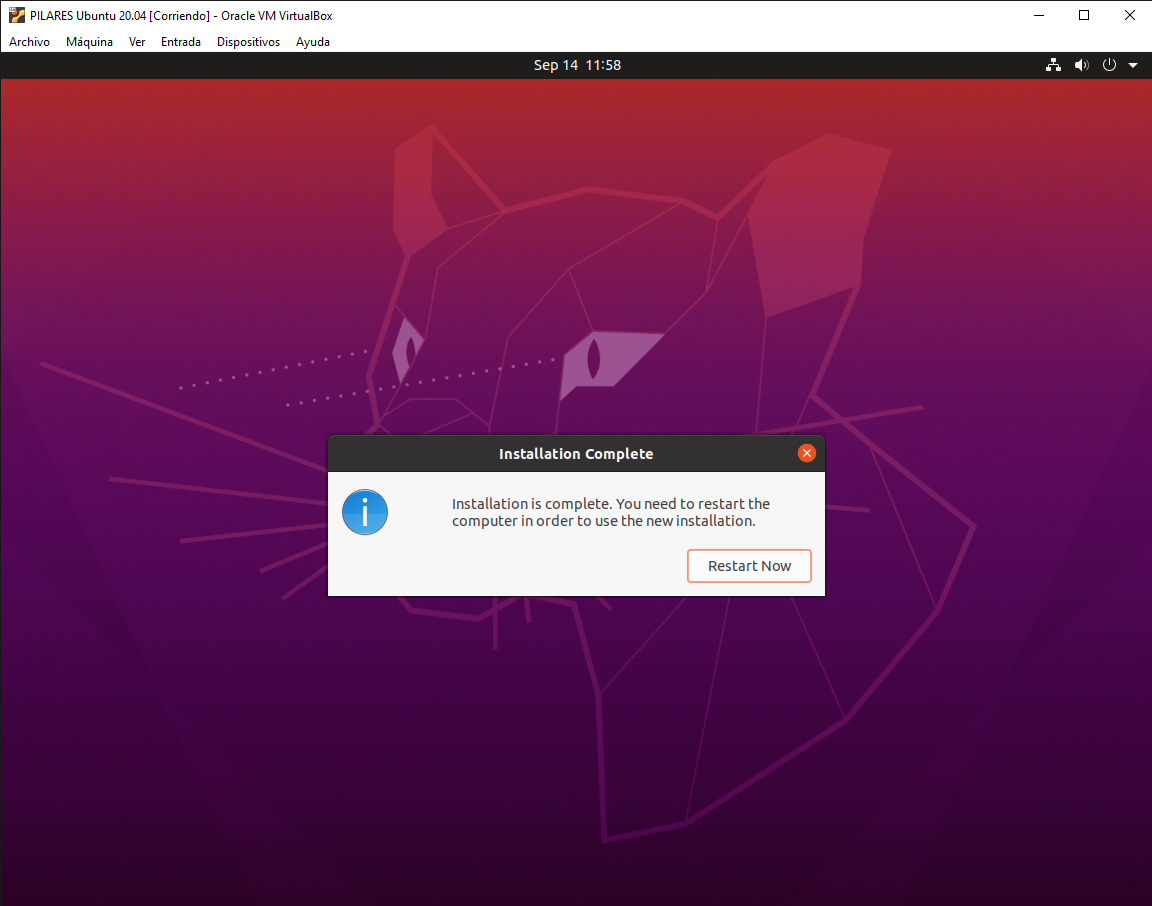 PILARES Ubuntu 20.04 [Corriendo] - Oracle VM VirtualBox
Archivo Máquina Ver Entrada Dispositivos Ayuda
Sep 14 11:58
Installation Complete
Installation is complete. You need to restart the
computer in order to use the new installation.
Restart Now